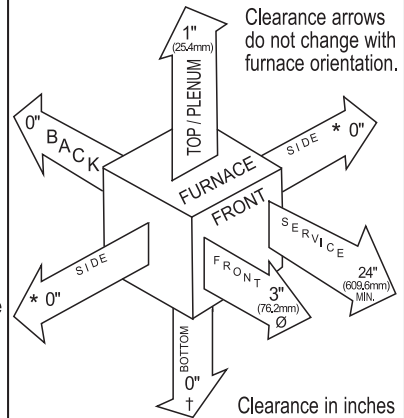 Clearance arrows
do not change with
furnace orientation.
1"
(25.4mm)
TOP / PLENUM
0"
BACK
SIDE * 0"
FURNACE
FRONT
SERVICE
24"
(609.6mm)
MIN.
SIDE
* 0"
FRONT
3"
(76.2mm)
Ø
BOTTOM
0"
†
e
Clearance in inches